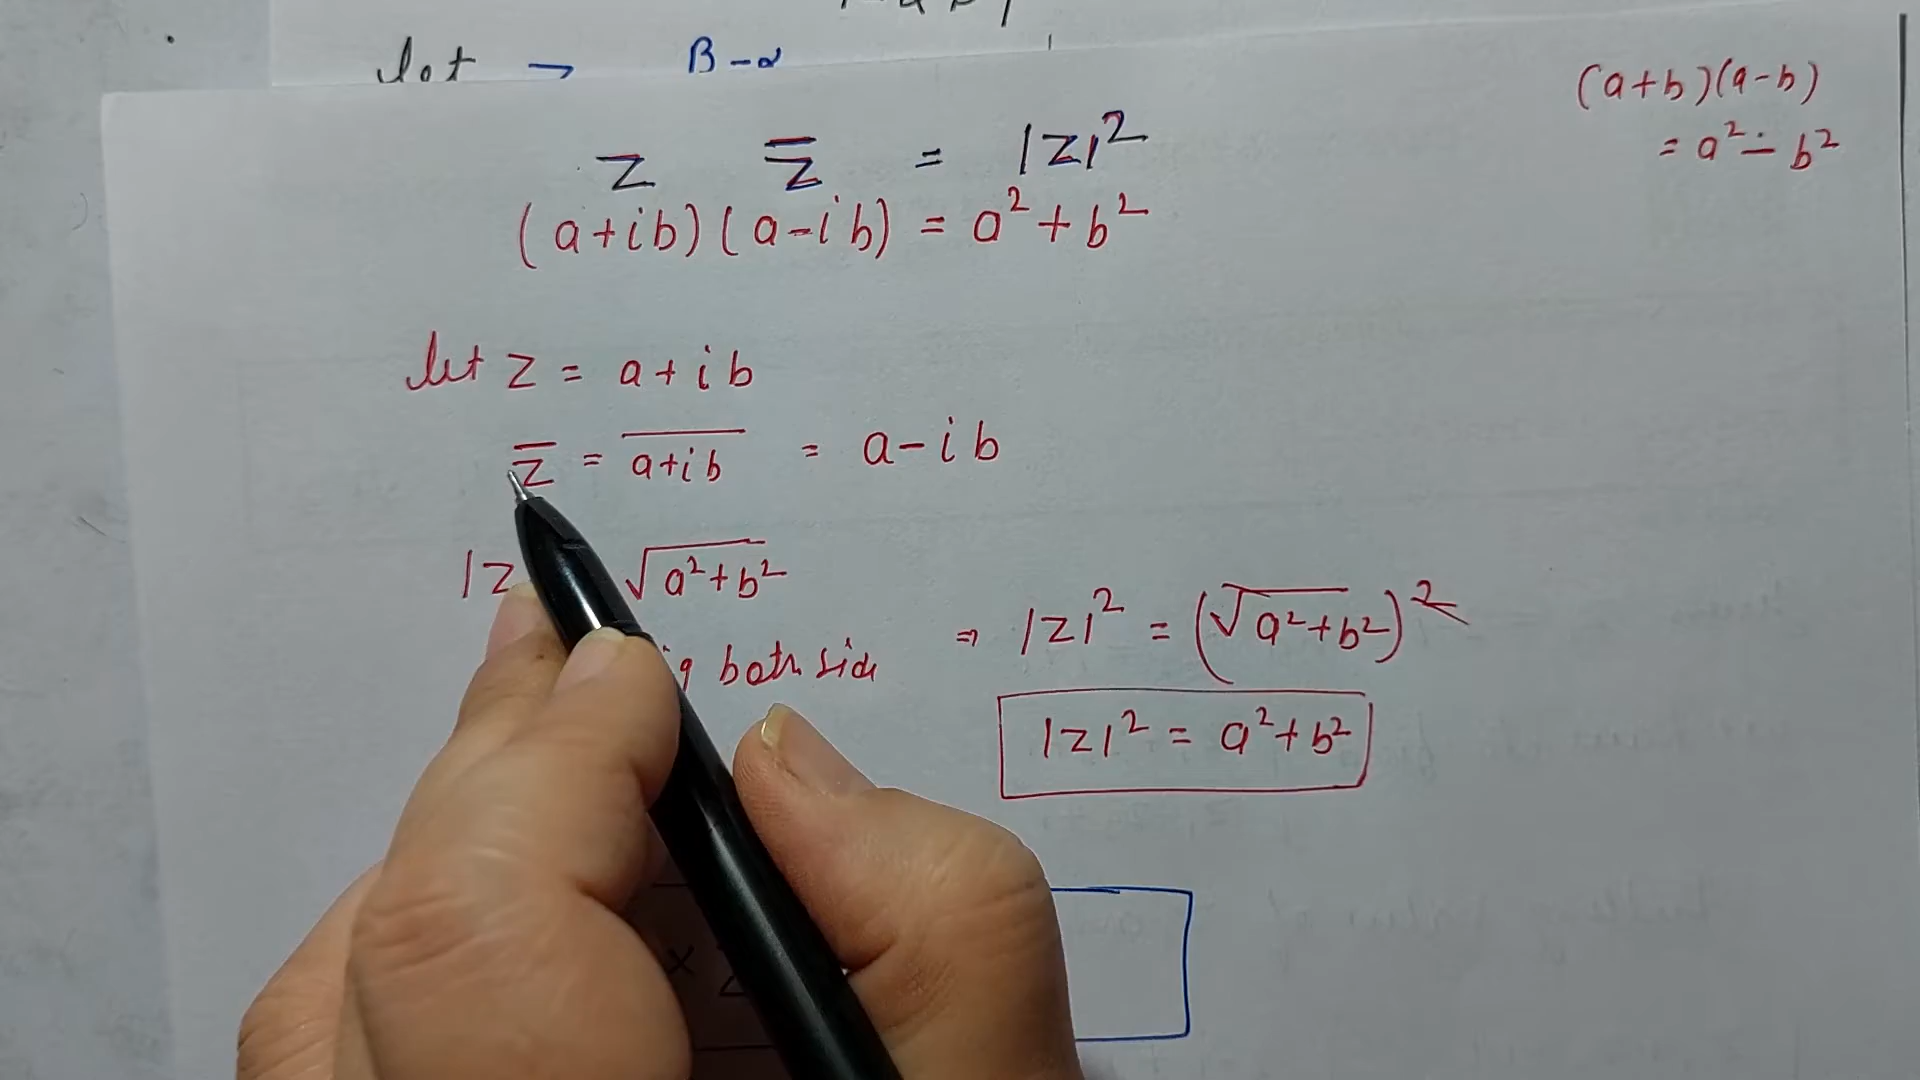 let → B-α
(a+b)(a-b)
= a² - b²
z z̅ = |z|²
(a+ib)(a-ib) = a²+b²
let z = a+ib
z̅ = \overline{a+ib} = a-ib
|z √(a²+b²)
both side ⇒ |z|² = (√(a²+b²))²
|z|² = a²+b²
×